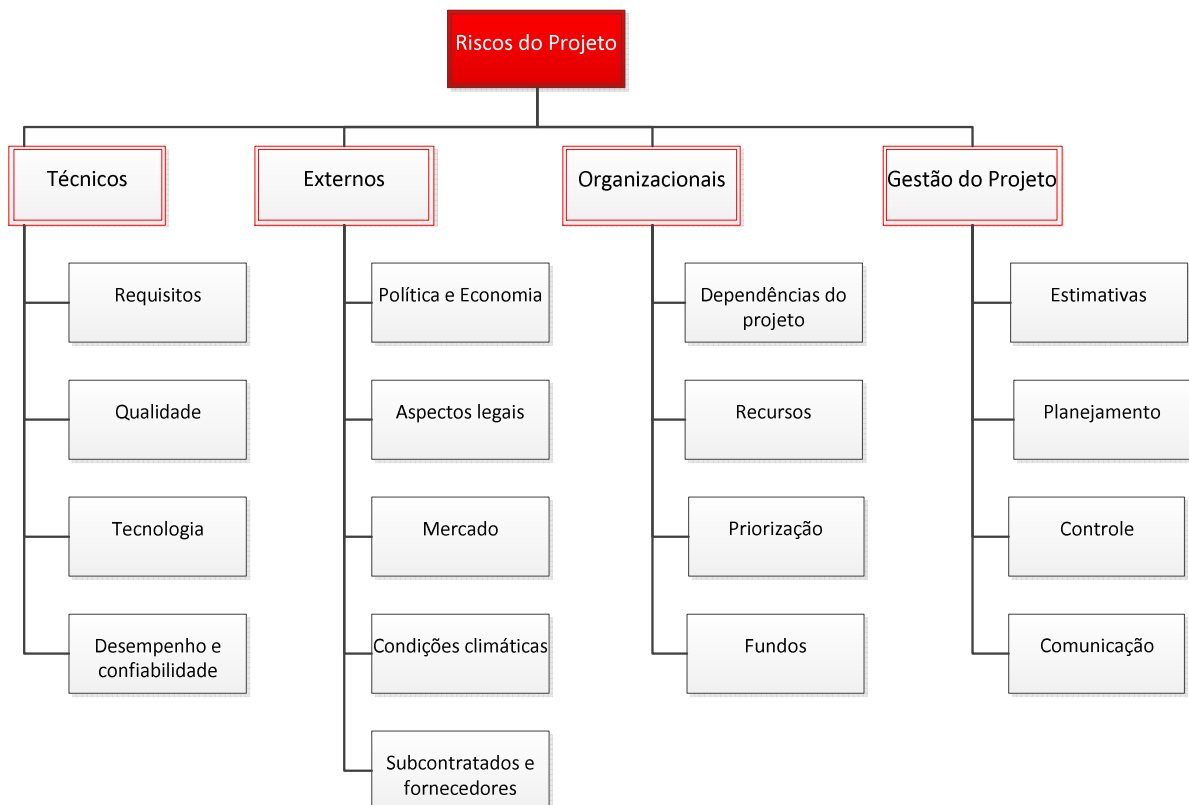 Riscos do Projeto
Técnicos
Requisitos
Qualidade
Tecnologia
Desempenho e
confiabilidade
Externos
Política e Economia
Aspectos legais
Mercado
Condições climáticas
Subcontratados e
fornecedores
Organizacionais
Dependências do
projeto
Recursos
Priorização
Fundos
Gestão do Projeto
Estimativas
Planejamento
Controle
Comunicação